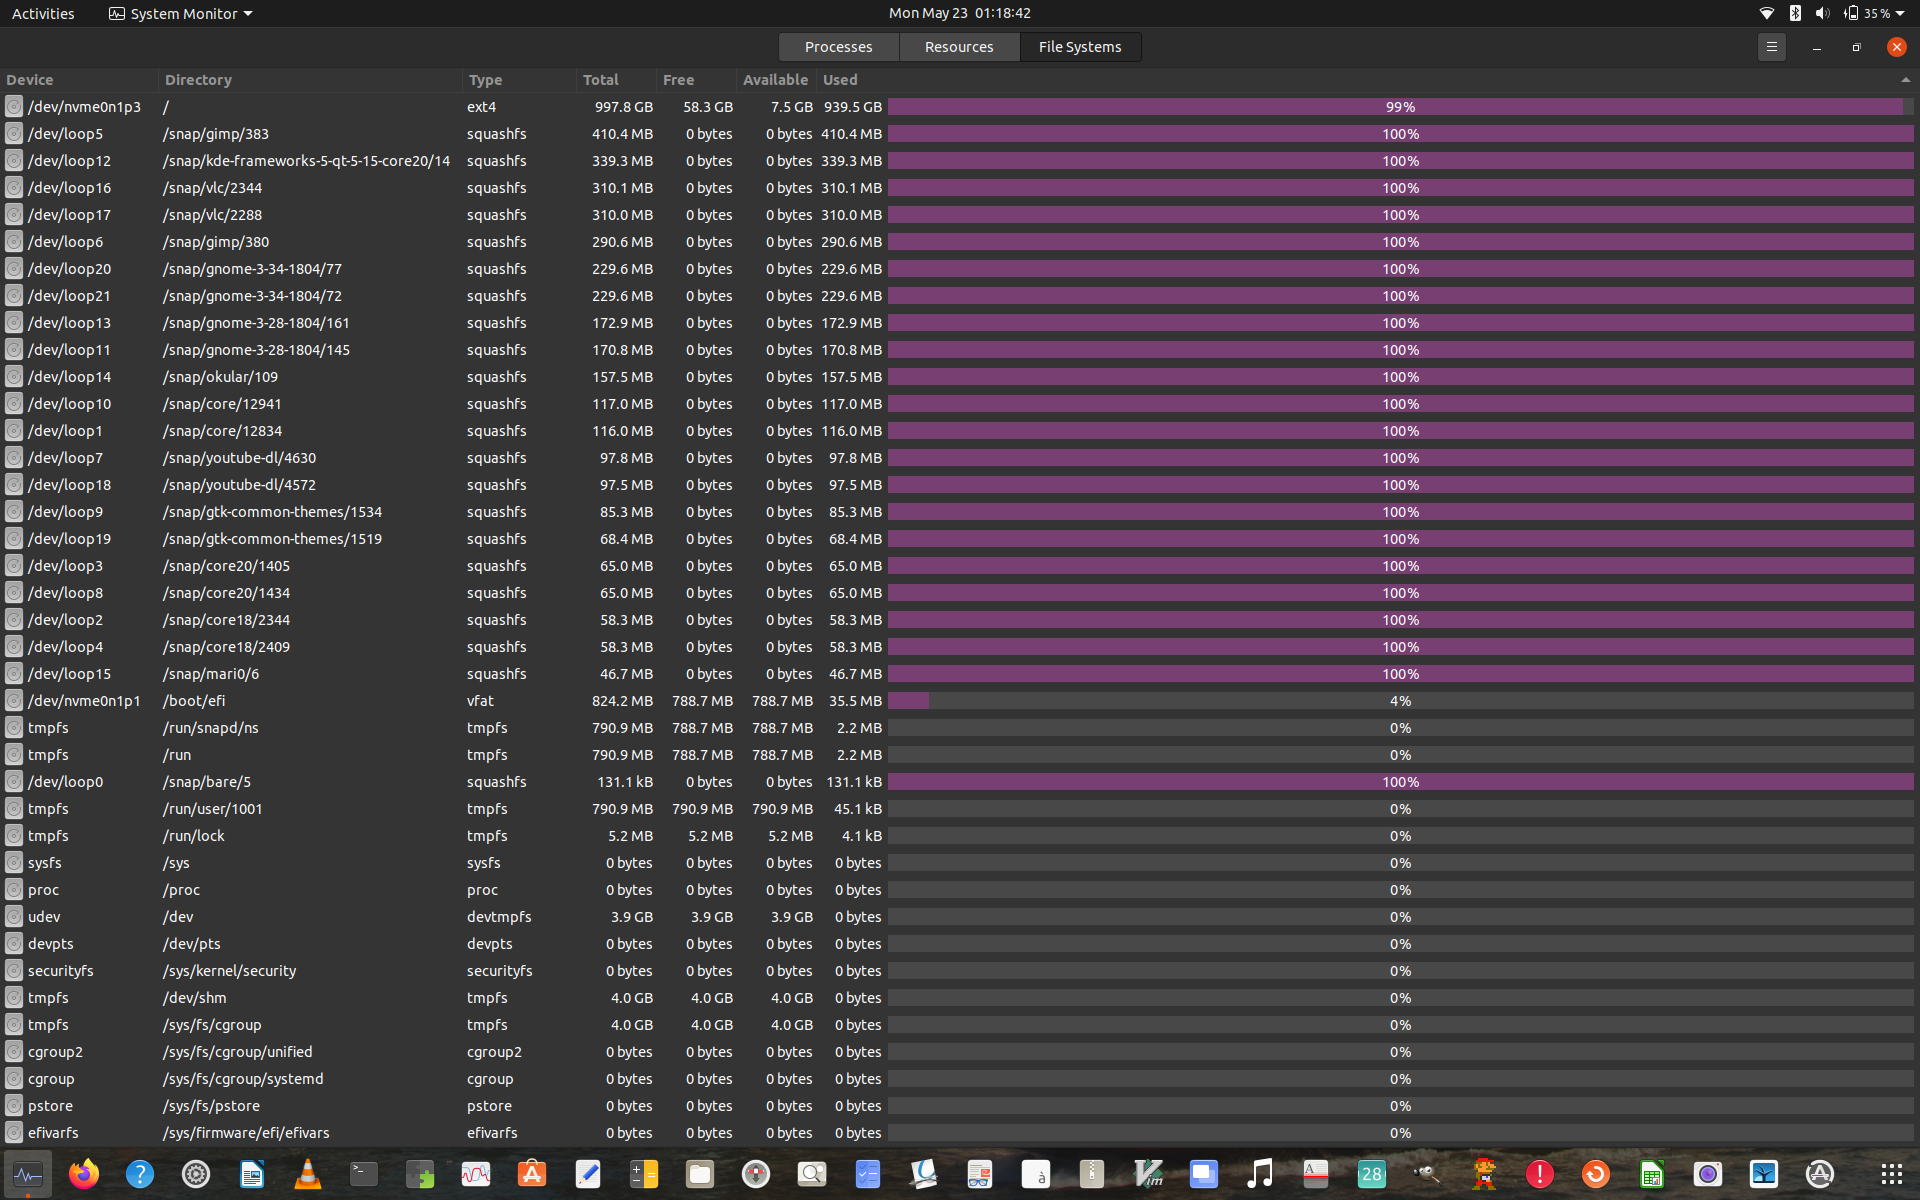 Activities System Monitor Mon May 23 01:18:42 35 %
Processes Resources File Systems
Device Directory Type Total Free Available Used
/dev/nvme0n1p3 / ext4 997.8 GB 58.3 GB 7.5 GB 939.5 GB 99%
/dev/loop5 /snap/gimp/383 squashfs 410.4 MB 0 bytes 0 bytes 410.4 MB 100%
/dev/loop12 /snap/kde-frameworks-5-qt-5-15-core20/14 squashfs 339.3 MB 0 bytes 0 bytes 339.3 MB 100%
/dev/loop16 /snap/vlc/2344 squashfs 310.1 MB 0 bytes 0 bytes 310.1 MB 100%
/dev/loop17 /snap/vlc/2288 squashfs 310.0 MB 0 bytes 0 bytes 310.0 MB 100%
/dev/loop6 /snap/gimp/380 squashfs 290.6 MB 0 bytes 0 bytes 290.6 MB 100%
/dev/loop20 /snap/gnome-3-34-1804/77 squashfs 229.6 MB 0 bytes 0 bytes 229.6 MB 100%
/dev/loop21 /snap/gnome-3-34-1804/72 squashfs 229.6 MB 0 bytes 0 bytes 229.6 MB 100%
/dev/loop13 /snap/gnome-3-28-1804/161 squashfs 172.9 MB 0 bytes 0 bytes 172.9 MB 100%
/dev/loop11 /snap/gnome-3-28-1804/145 squashfs 170.8 MB 0 bytes 0 bytes 170.8 MB 100%
/dev/loop14 /snap/okular/109 squashfs 157.5 MB 0 bytes 0 bytes 157.5 MB 100%
/dev/loop10 /snap/core/12941 squashfs 117.0 MB 0 bytes 0 bytes 117.0 MB 100%
/dev/loop1 /snap/core/12834 squashfs 116.0 MB 0 bytes 0 bytes 116.0 MB 100%
/dev/loop7 /snap/youtube-dl/4630 squashfs 97.8 MB 0 bytes 0 bytes 97.8 MB 100%
/dev/loop18 /snap/youtube-dl/4572 squashfs 97.5 MB 0 bytes 0 bytes 97.5 MB 100%
/dev/loop9 /snap/gtk-common-themes/1534 squashfs 85.3 MB 0 bytes 0 bytes 85.3 MB 100%
/dev/loop19 /snap/gtk-common-themes/1519 squashfs 68.4 MB 0 bytes 0 bytes 68.4 MB 100%
/dev/loop3 /snap/core20/1405 squashfs 65.0 MB 0 bytes 0 bytes 65.0 MB 100%
/dev/loop8 /snap/core20/1434 squashfs 65.0 MB 0 bytes 0 bytes 65.0 MB 100%
/dev/loop2 /snap/core18/2344 squashfs 58.3 MB 0 bytes 0 bytes 58.3 MB 100%
/dev/loop4 /snap/core18/2409 squashfs 58.3 MB 0 bytes 0 bytes 58.3 MB 100%
/dev/loop15 /snap/mari0/6 squashfs 46.7 MB 0 bytes 0 bytes 46.7 MB 100%
/dev/nvme0n1p1 /boot/efi vfat 824.2 MB 788.7 MB 788.7 MB 35.5 MB 4%
tmpfs /run/snapd/ns tmpfs 790.9 MB 788.7 MB 788.7 MB 2.2 MB 0%
tmpfs /run tmpfs 790.9 MB 788.7 MB 788.7 MB 2.2 MB 0%
/dev/loop0 /snap/bare/5 squashfs 131.1 kB 0 bytes 0 bytes 131.1 kB 100%
tmpfs /run/user/1001 tmpfs 790.9 MB 790.9 MB 790.9 MB 45.1 kB 0%
tmpfs /run/lock tmpfs 5.2 MB 5.2 MB 5.2 MB 4.1 kB 0%
sysfs /sys sysfs 0 bytes 0 bytes 0 bytes 0 bytes 0%
proc /proc proc 0 bytes 0 bytes 0 bytes 0 bytes 0%
udev /dev devtmpfs 3.9 GB 3.9 GB 3.9 GB 0 bytes 0%
devpts /dev/pts devpts 0 bytes 0 bytes 0 bytes 0 bytes 0%
securityfs /sys/kernel/security securityfs 0 bytes 0 bytes 0 bytes 0 bytes 0%
tmpfs /dev/shm tmpfs 4.0 GB 4.0 GB 4.0 GB 0 bytes 0%
tmpfs /sys/fs/cgroup tmpfs 4.0 GB 4.0 GB 4.0 GB 0 bytes 0%
cgroup2 /sys/fs/cgroup/unified cgroup2 0 bytes 0 bytes 0 bytes 0 bytes 0%
cgroup /sys/fs/cgroup/systemd cgroup 0 bytes 0 bytes 0 bytes 0 bytes 0%
pstore /sys/fs/pstore pstore 0 bytes 0 bytes 0 bytes 0 bytes 0%
efivarfs /sys/firmware/efi/efivars efivarfs 0 bytes 0 bytes 0 bytes 0 bytes 0%
? >_ à Vim A 28 !